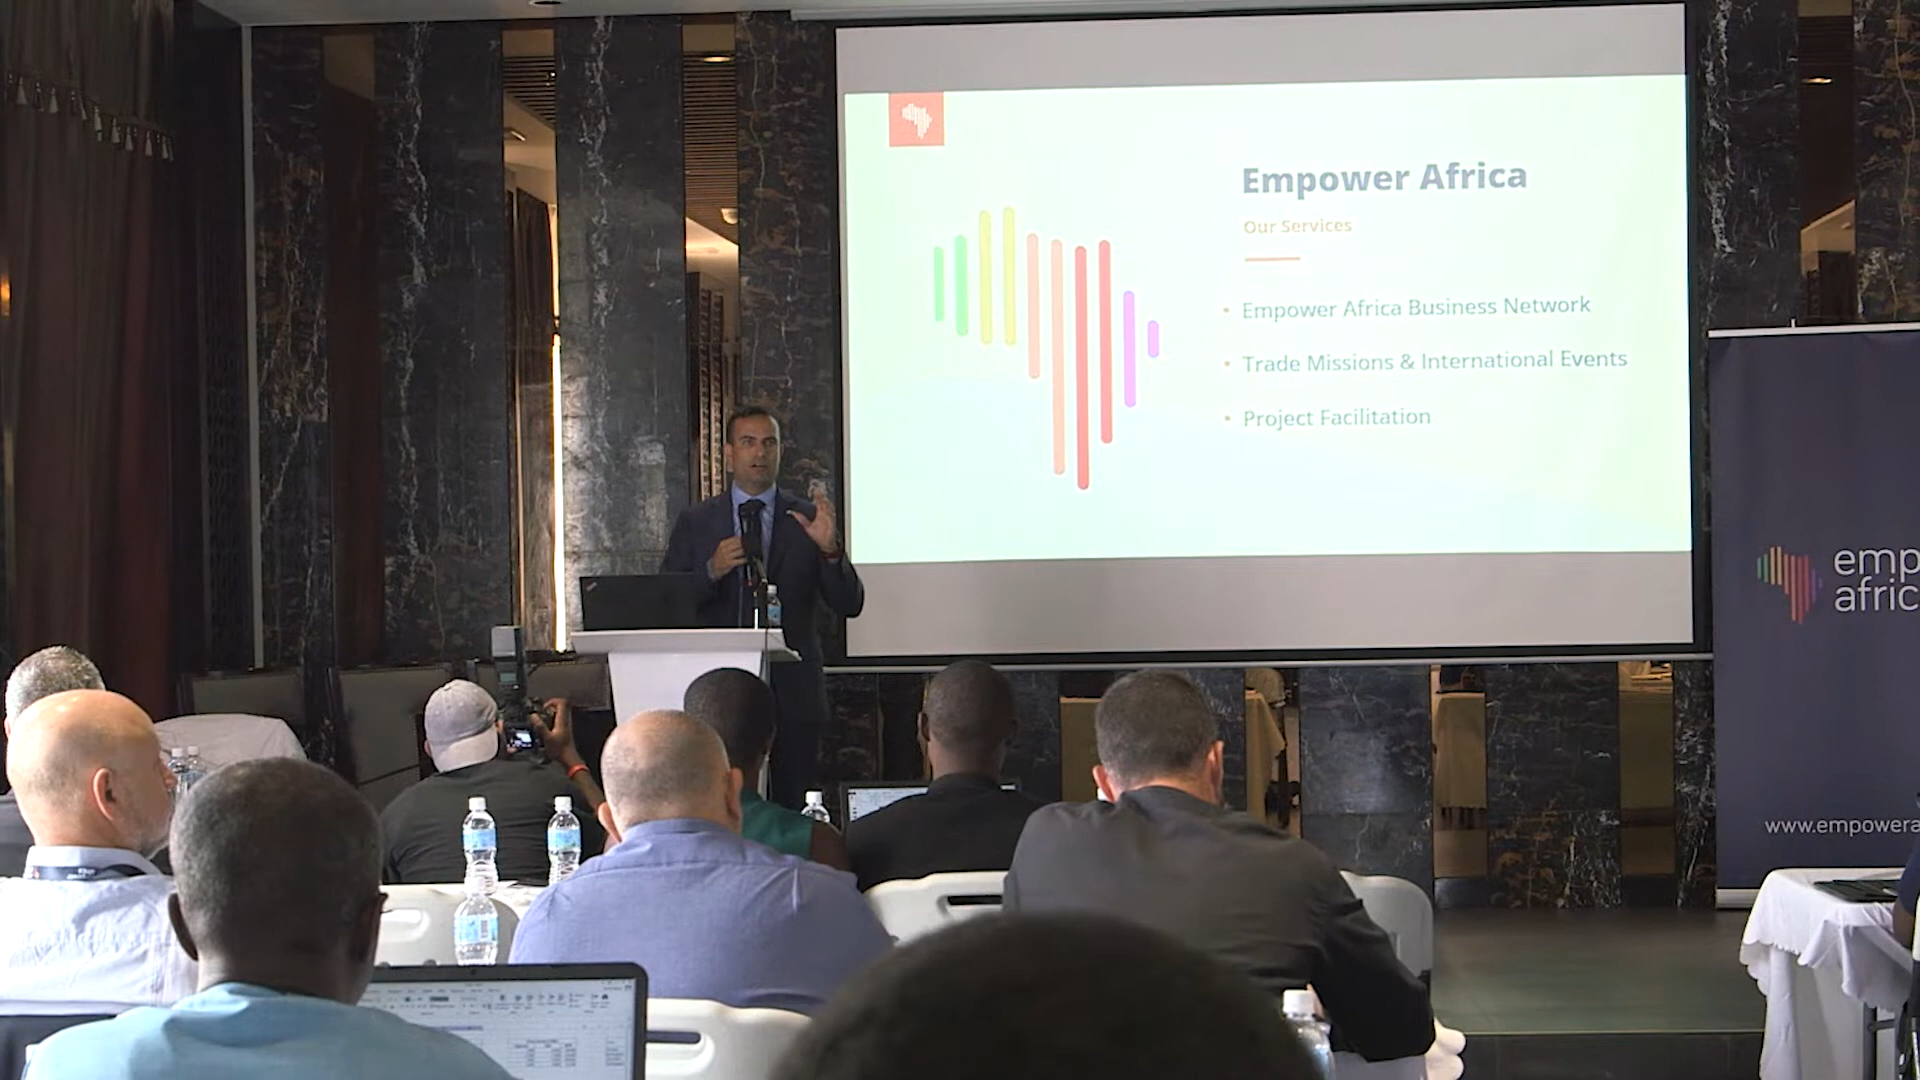 Empower Africa
Our Services
• Empower Africa Business Network
• Trade Missions & International Events
• Project Facilitation
emp
afric
www.empowera